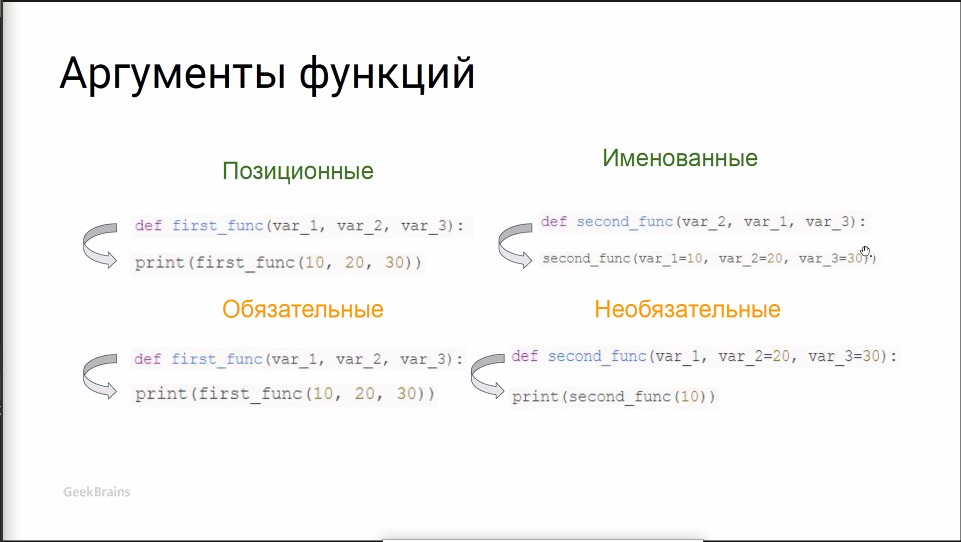 Аргументы функций
Позиционные
def first_func(var_1, var_2, var_3):
print(first_func(10, 20, 30))
Именованные
def second_func(var_2, var_1, var_3):
second_func(var_1=10, var_2=20, var_3=30))
Обязательные
def first_func(var_1, var_2, var_3):
print(first_func(10, 20, 30))
Необязательные
def second_func(var_1, var_2=20, var_3=30):
print(second_func(10))
GeekBrains